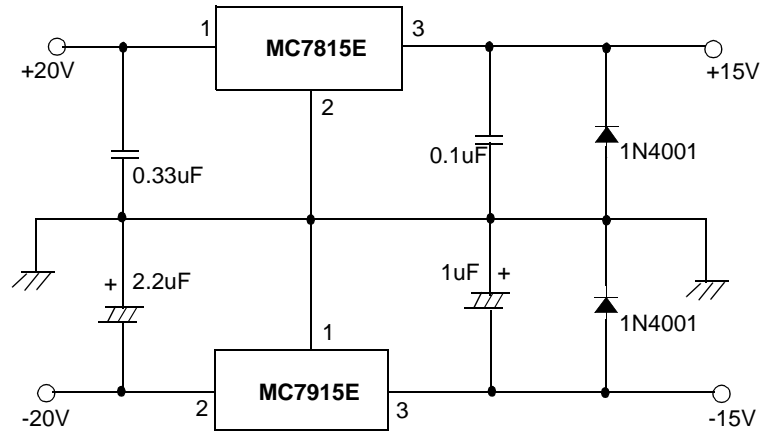 1
MC7815E
3
+20V
2
+15V
0.33uF
0.1uF
1N4001
+
2.2uF
1uF
+
1N4001
1
-20V
2
MC7915E
3
-15V